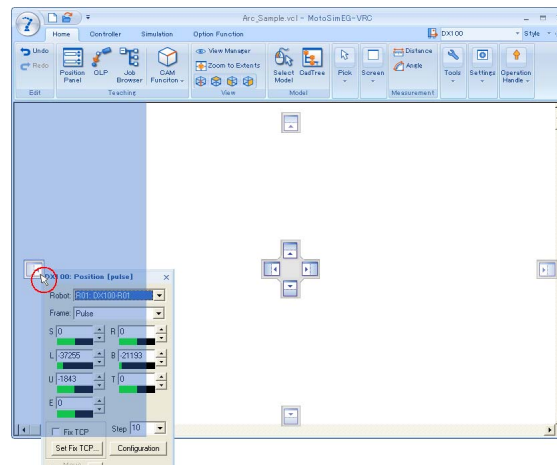 Arc_Sample.vcl - MotoSimEG-VRC
Home Controller Simulation Option Function DX100 Style
Undo
Redo
Position Panel
OLP
Job Browser
CAM Funciton
View Manager
Zoom to Extents
Select Model
CadTree
Pick
Screen
Distance
Angle
Tools
Settings
Operation Handle
Edit Teaching View Model Measurement
DX100: Position (pulse)
Robot: R01: DX100-R01
Frame: Pulse
S 0 R 0
L -37255 B -21193
U -1843 T 0
E 0
Fix TCP Step 10
Set Fix TCP... Configuration